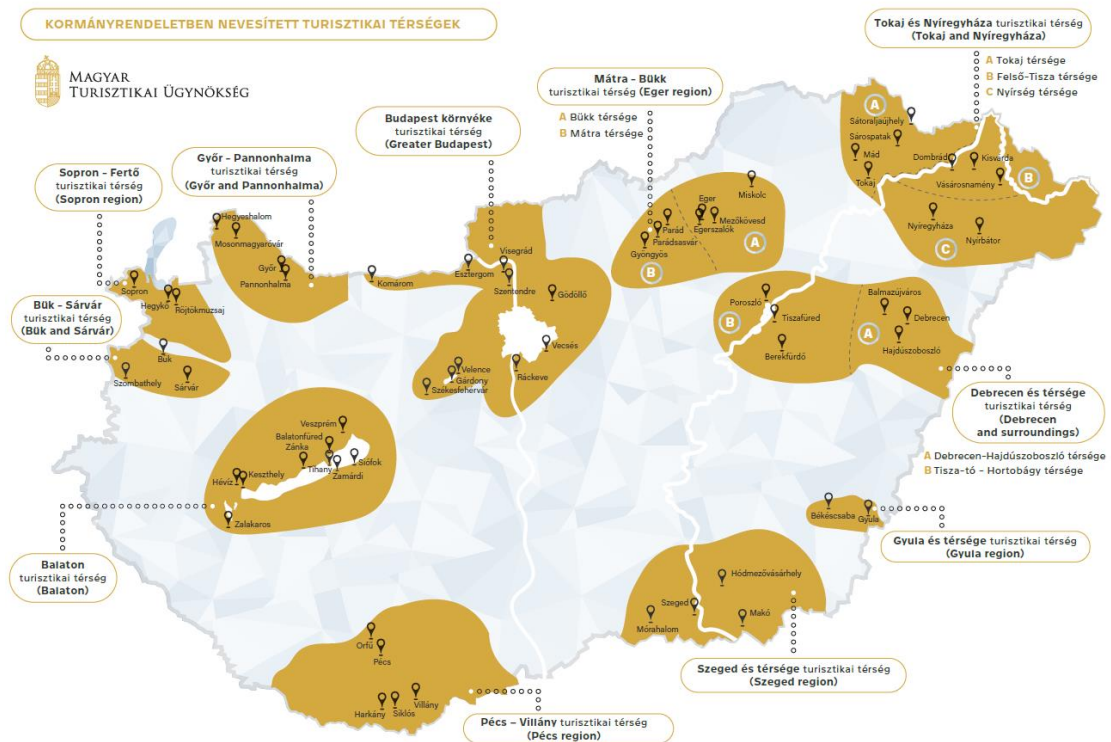 KORMÁNYRENDELETBEN NEVESÍTETT TURISZTIKAI TÉRSÉGEK
MAGYAR
TURISZTIKAI ÜGYNÖKSÉG
Sopron – Fertő
turisztikai térség
(Sopron region)
Győr – Pannonhalma
turisztikai térség
(Győr and Pannonhalma)
Budapest környéke
turisztikai térség
(Greater Budapest)
Mátra - Bükk
turisztikai térség (Eger region)
A Bükk térsége
B Mátra térsége
Tokaj és Nyíregyháza turisztikai térség
(Tokaj and Nyíregyháza)
A Tokaj térsége
B Felső-Tisza térsége
C Nyírség térsége
Bük – Sárvár
turisztikai térség
(Bük and Sárvár)
Hegyeshalom
Mosonmagyaróvár
Győr
Pannonhalma
Sopron
Hegykő
Röjtökmuzsaj
Bük
Szombathely
Sárvár
Komárom
Esztergom
Visegrád
Szentendre
Gödöllő
Vecsés
Ráckeve
Velence
Gárdony
Székesfehérvár
Miskolc
Eger
Mezőkövesd
Egerszalók
Parád
Parádsasvár
Gyöngyös
A
B
A
Sátoraljaújhely
Sárospatak
Mád
Tokaj
Dombrád
Kisvárda
Vásárosnamény
B
Nyíregyháza
Nyírbátor
C
Poroszló
Tiszafüred
Berekfürdő
B
Balmazújváros
Debrecen
Hajdúszoboszló
A
Debrecen és térsége
turisztikai térség
(Debrecen
and surroundings)
A Debrecen-Hajdúszoboszló térsége
B Tisza-tó – Hortobágy térsége
Veszprém
Balatonfüred
Zánka
Tihany
Siófok
Zamárdi
Keszthely
Hévíz
Zalakaros
Balaton
turisztikai térség
(Balaton)
Békéscsaba
Gyula
Gyula és térsége turisztikai térség
(Gyula region)
Hódmezővásárhely
Szeged
Makó
Mórahalom
Szeged és térsége turisztikai térség
(Szeged region)
Orfű
Pécs
Villány
Harkány
Siklós
Pécs – Villány turisztikai térség
(Pécs region)